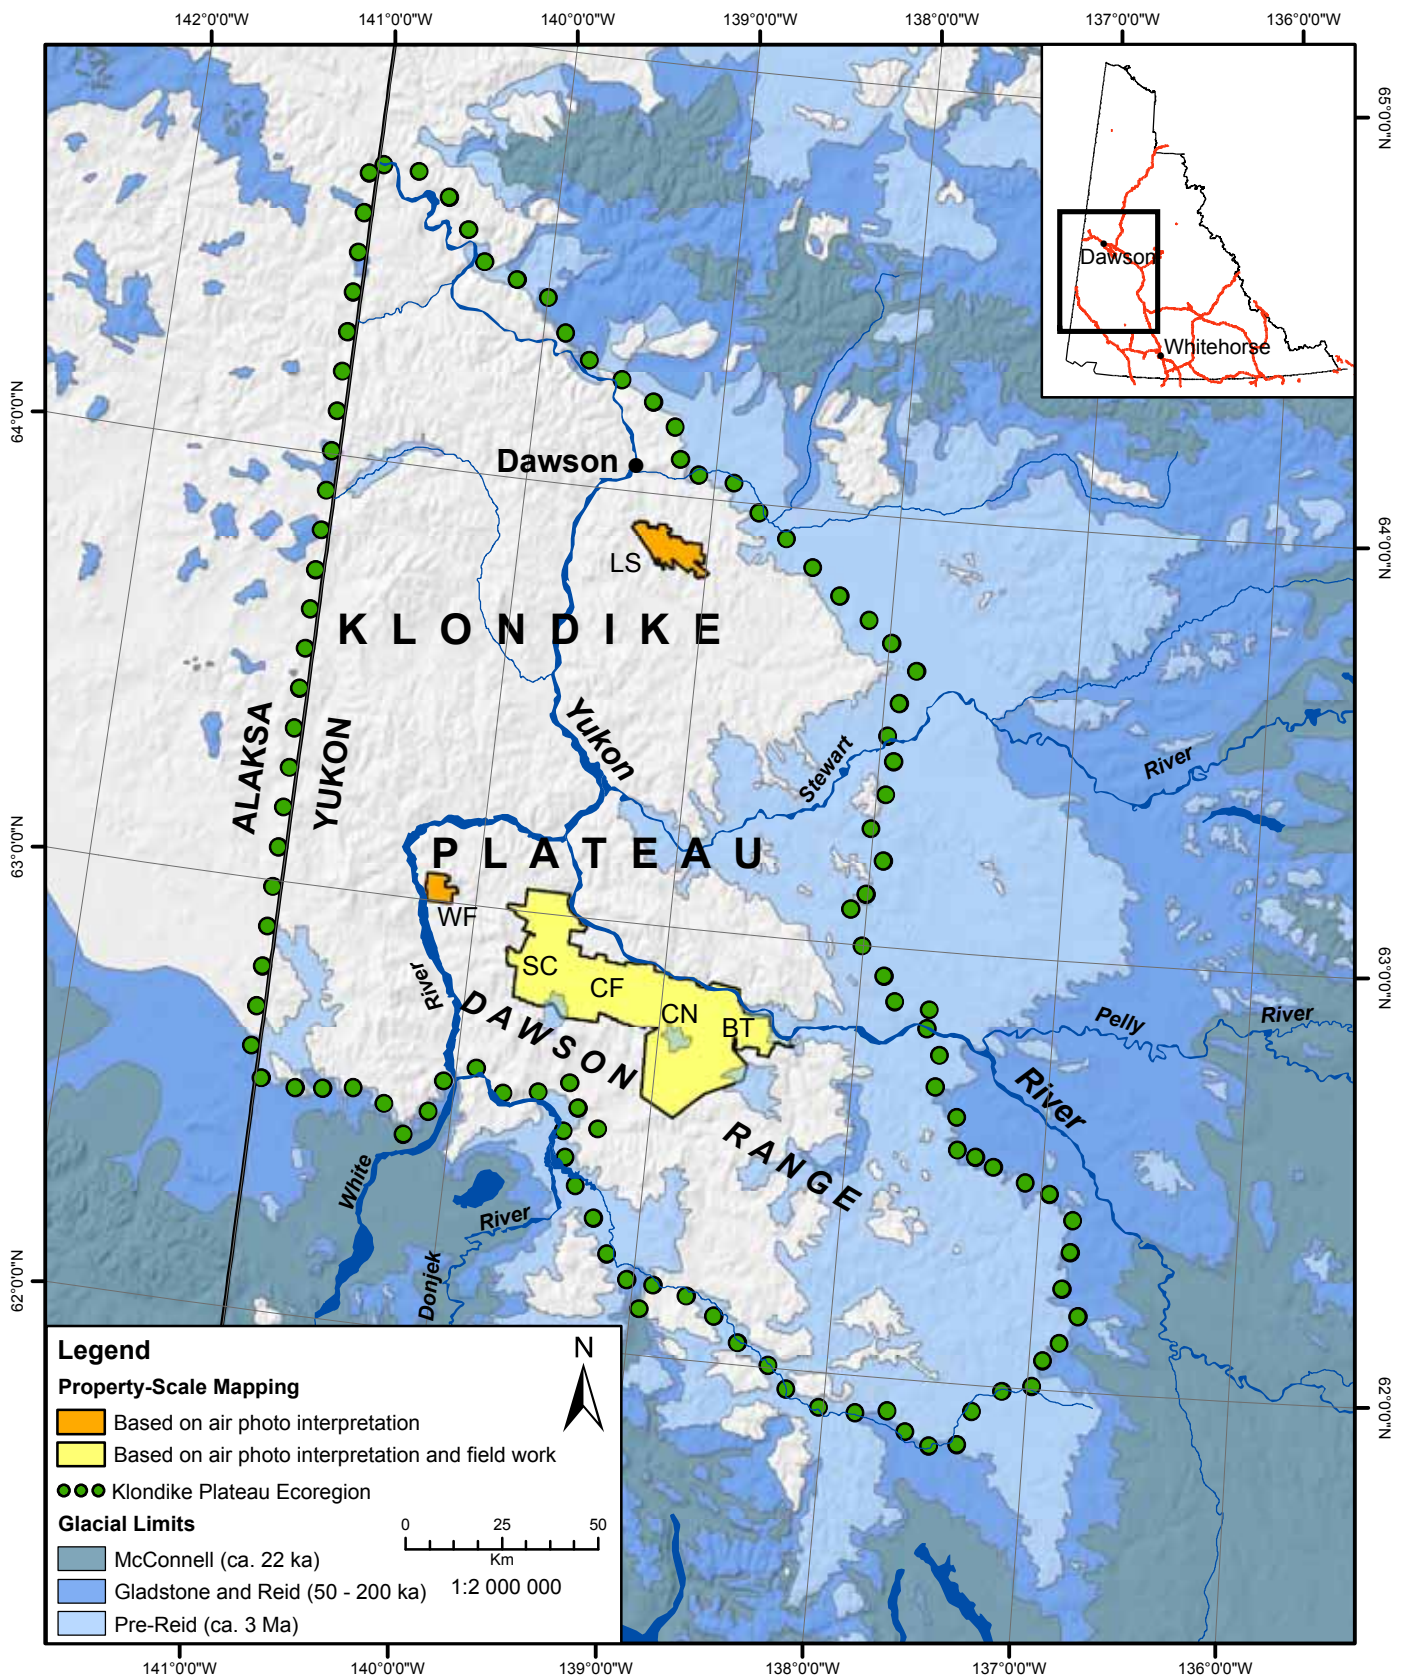 142°0'0"W 141°0'0"W 140°0'0"W 139°0'0"W 138°0'0"W 137°0'0"W 136°0'0"W
65°0'0"N
Dawson
Whitehorse
64°0'0"N
Dawson
64°0'0"N
LS
KLONDIKE
ALAKSA
YUKON
Yukon
Stewart
River
63°0'0"N
PLATEAU
WF
SC
CF
CN
BT
River
63°0'0"N
DAWSON
RANGE
Pelly
River
River
White
River
Donjek
62°0'0"N
62°0'0"N
Legend
N
Property-Scale Mapping
Based on air photo interpretation
Based on air photo interpretation and field work
Klondike Plateau Ecoregion
Glacial Limits
0 25 50
Km
McConnell (ca. 22 ka)
Gladstone and Reid (50 - 200 ka)
1:2 000 000
Pre-Reid (ca. 3 Ma)
141°0'0"W 140°0'0"W 139°0'0"W 138°0'0"W 137°0'0"W 136°0'0"W